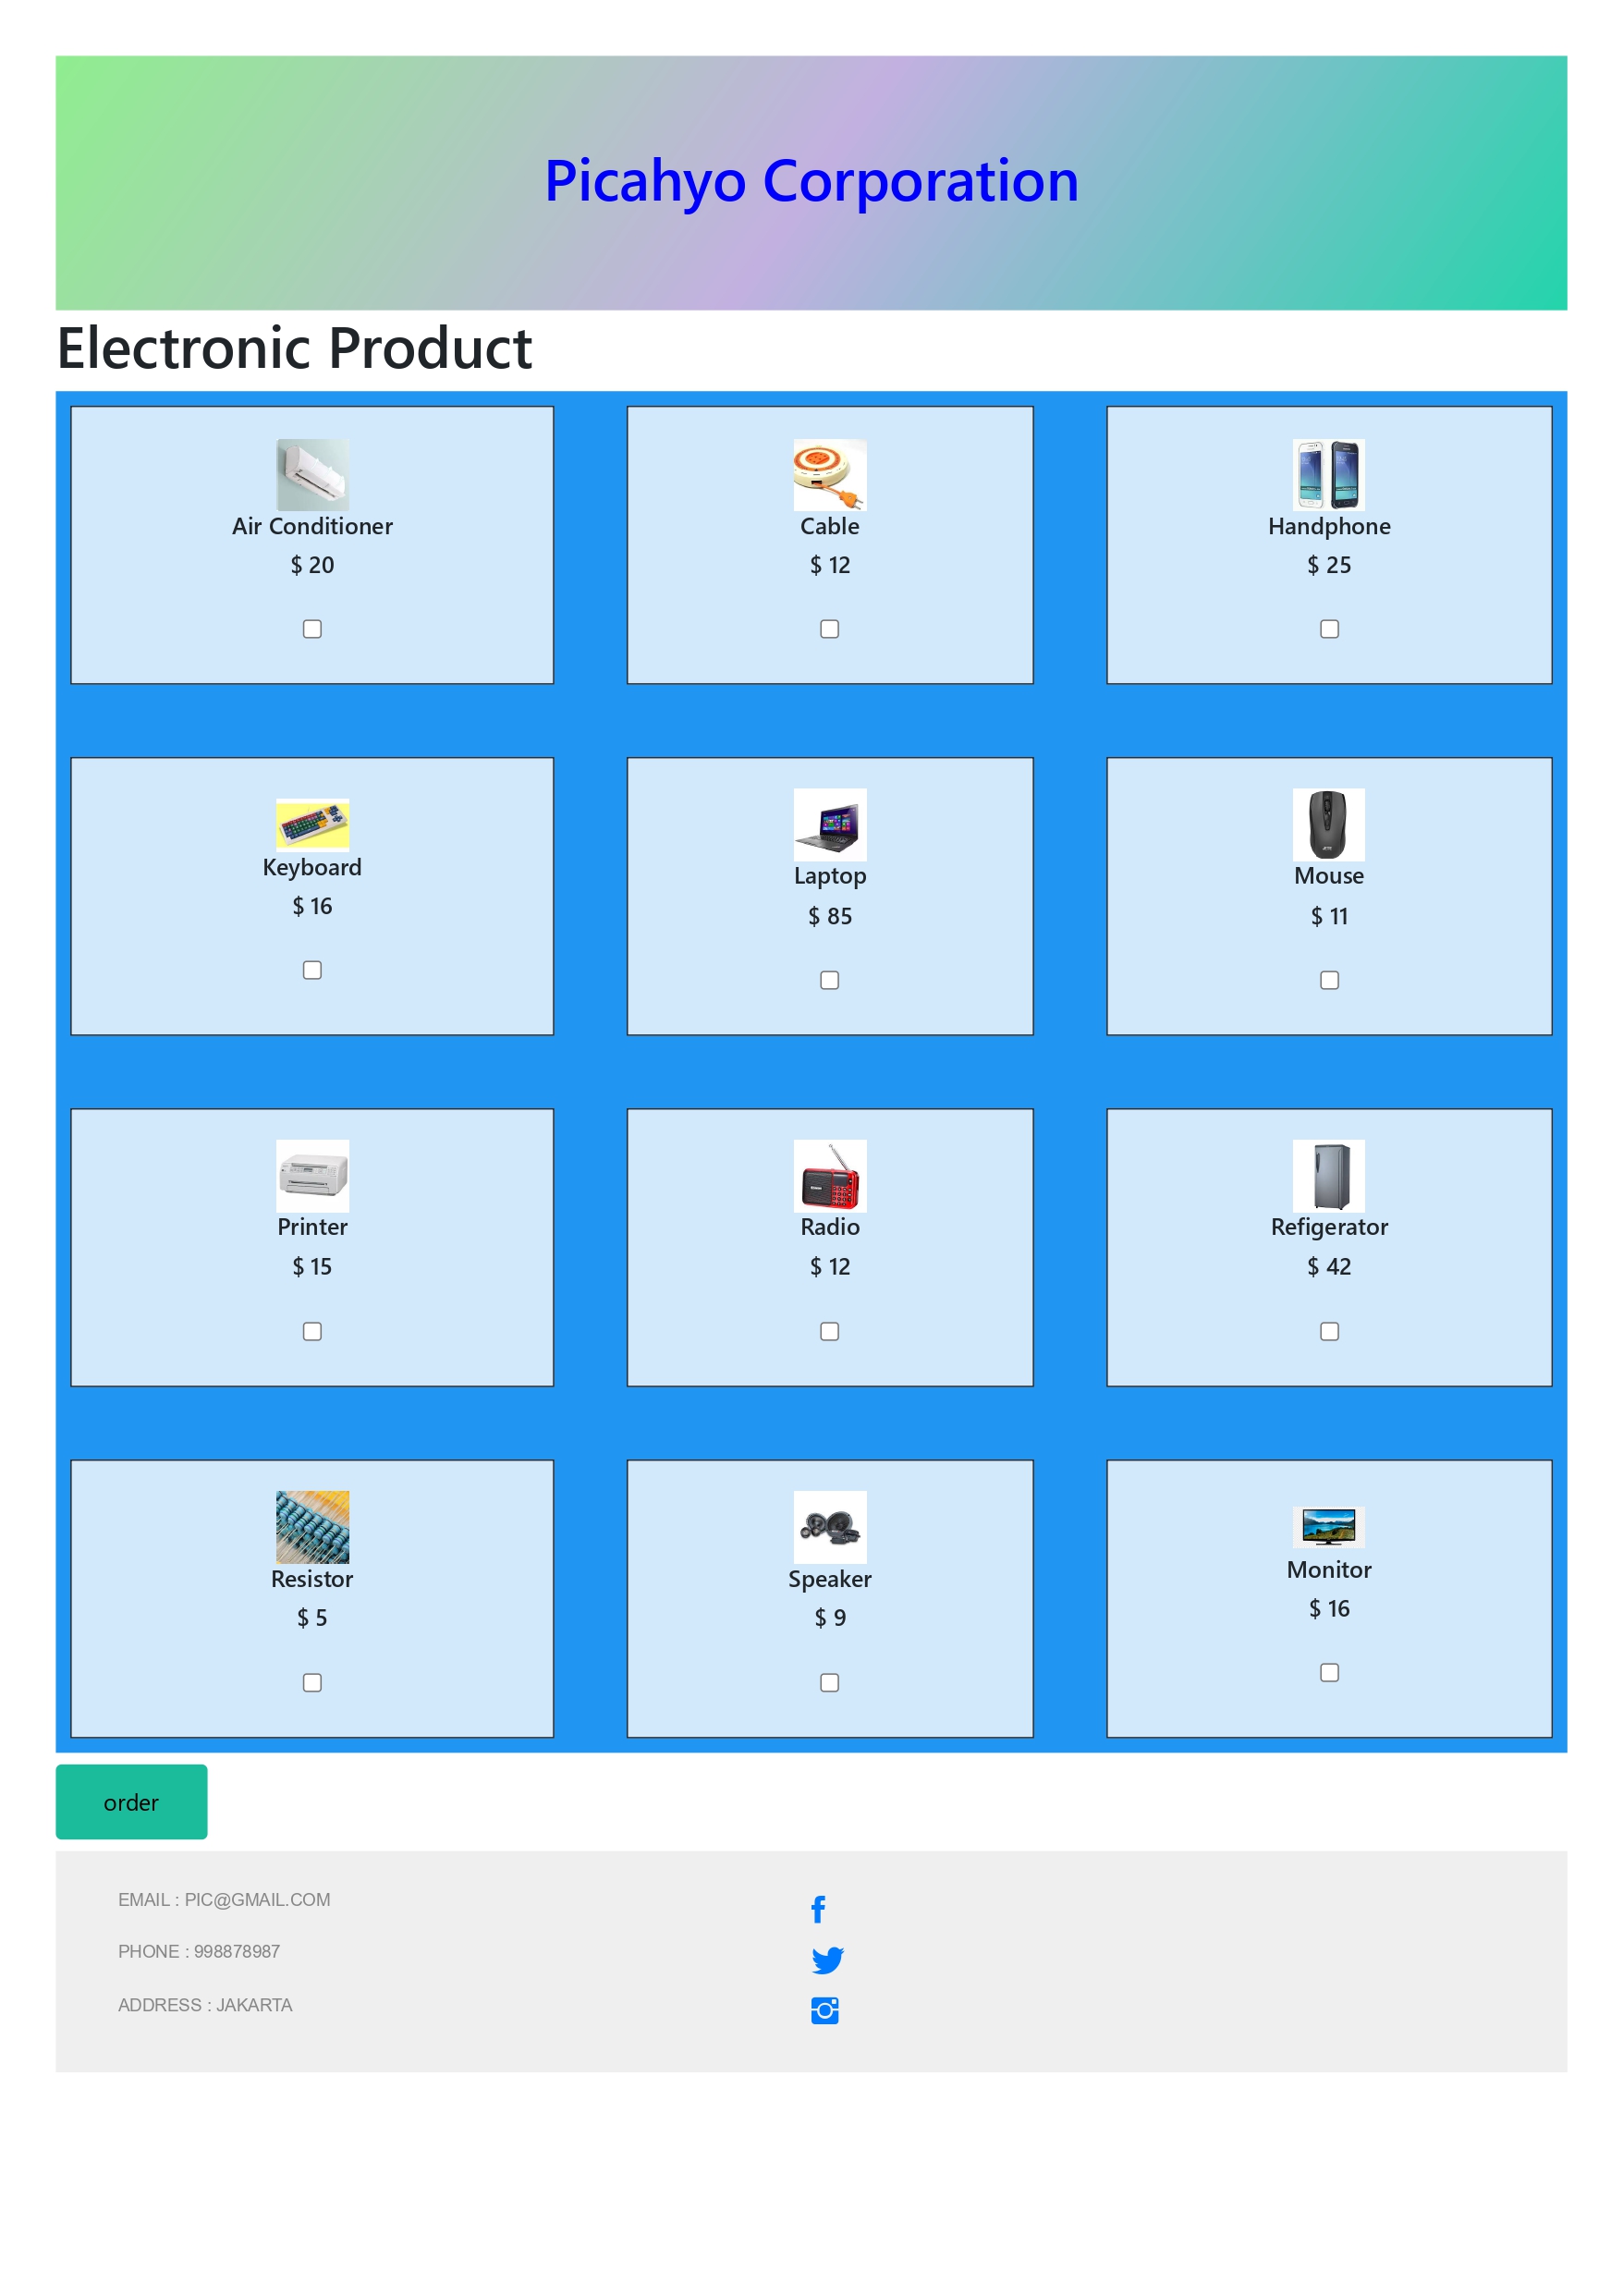 Picahyo Corporation
Electronic Product
Air Conditioner
$ 20
Cable
$ 12
Handphone
$ 25
Keyboard
$ 16
Laptop
$ 85
Mouse
$ 11
Printer
$ 15
Radio
$ 12
Refigerator
$ 42
Resistor
$ 5
Speaker
$ 9
Monitor
$ 16
order
EMAIL : PIC@GMAIL.COM
PHONE : 998878987
ADDRESS : JAKARTA